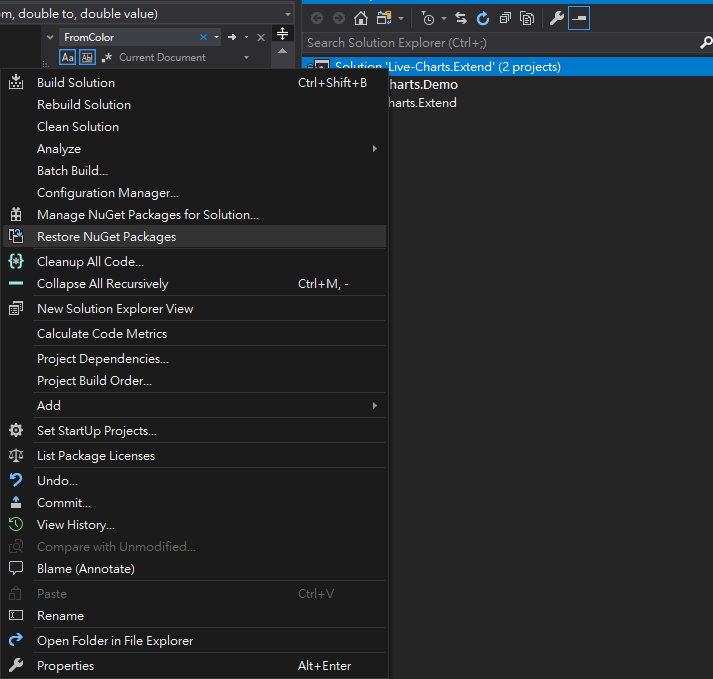 om, double to, double value)
FromColor
Aa Ab Current Document
Search Solution Explorer (Ctrl+;)
Solution 'Live-Charts.Extend' (2 projects)
harts.Demo
harts.Extend
Build Solution Ctrl+Shift+B
Rebuild Solution
Clean Solution
Analyze
Batch Build...
Configuration Manager...
Manage NuGet Packages for Solution...
Restore NuGet Packages
Cleanup All Code...
Collapse All Recursively Ctrl+M, -
New Solution Explorer View
Calculate Code Metrics
Project Dependencies...
Project Build Order...
Add
Set StartUp Projects...
List Package Licenses
Undo...
Commit...
View History...
Compare with Unmodified...
Blame (Annotate)
Paste Ctrl+V
Rename
Open Folder in File Explorer
Properties Alt+Enter